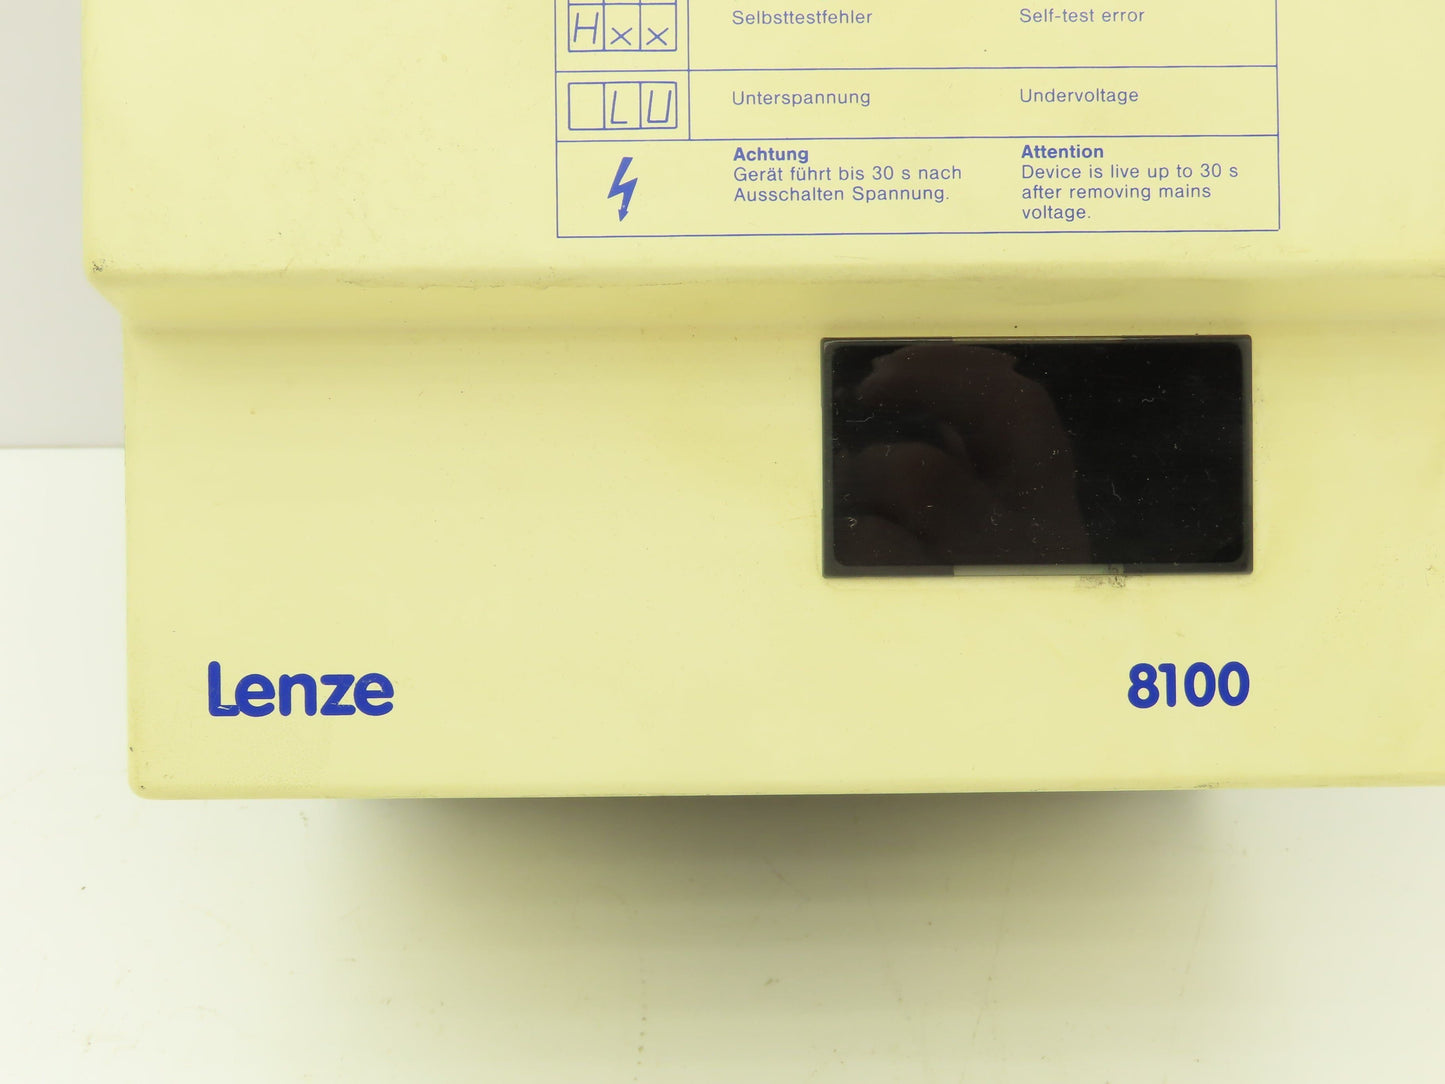 Hxx Selbsttestfehler Self-test error
LU Unterspannung Undervoltage
Achtung
Gerät führt bis 30 s nach
Ausschalten Spannung.
Attention
Device is live up to 30 s
after removing mains
voltage.
Lenze
8100